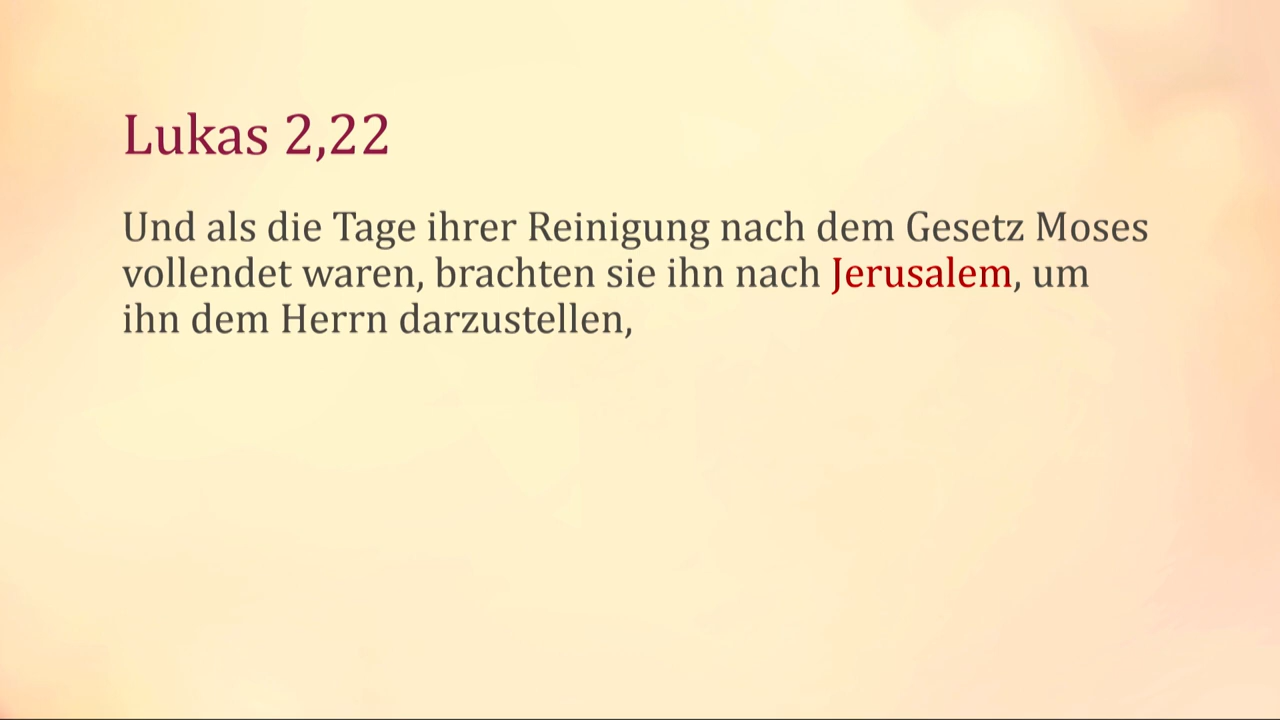 Lukas 2,22
Und als die Tage ihrer Reinigung nach dem Gesetz Moses
vollendet waren, brachten sie ihn nach Jerusalem, um
ihn dem Herrn darzustellen,